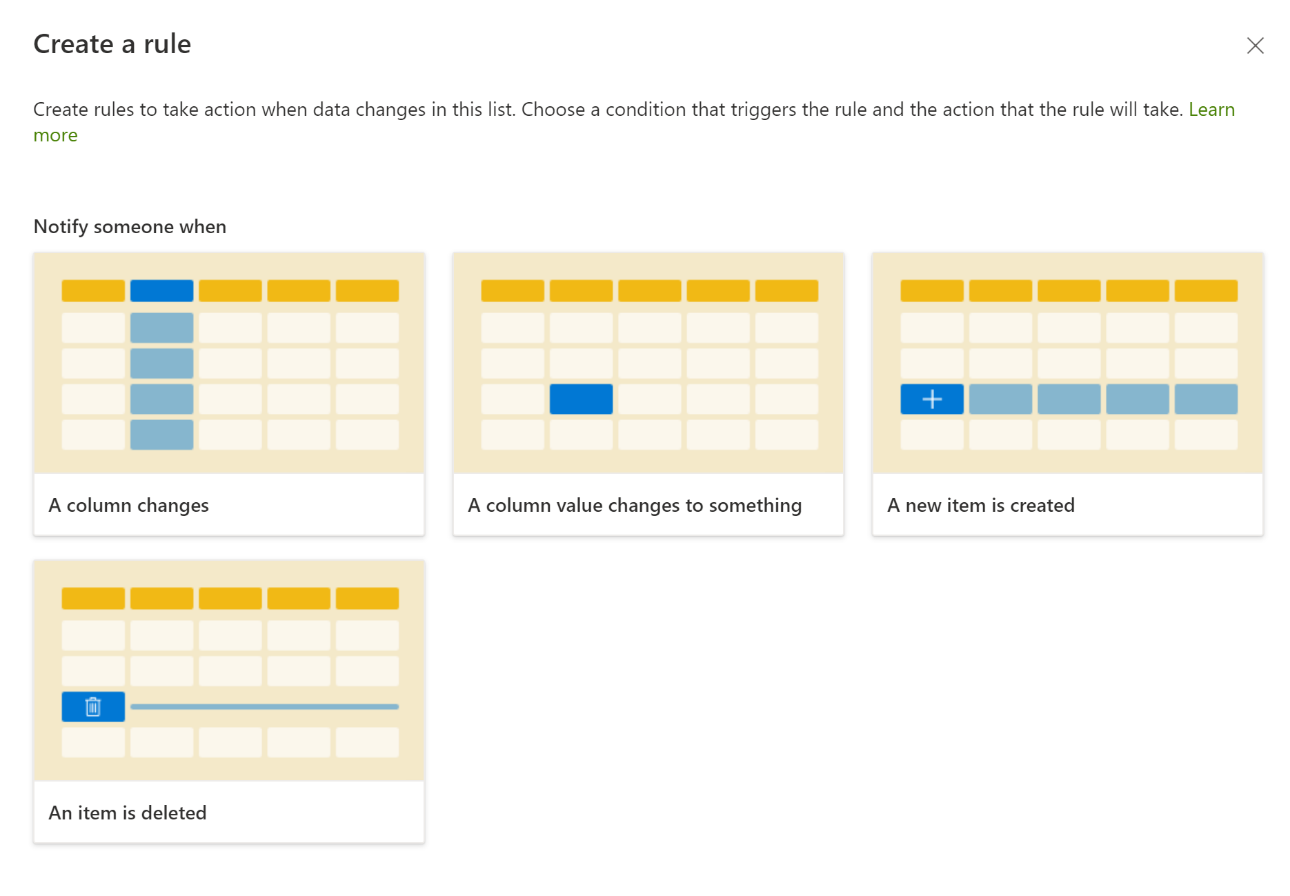 Create a rule
Create rules to take action when data changes in this list. Choose a condition that triggers the rule and the action that the rule will take. Learn
more
Notify someone when
A column changes
A column value changes to something
A new item is created
An item is deleted